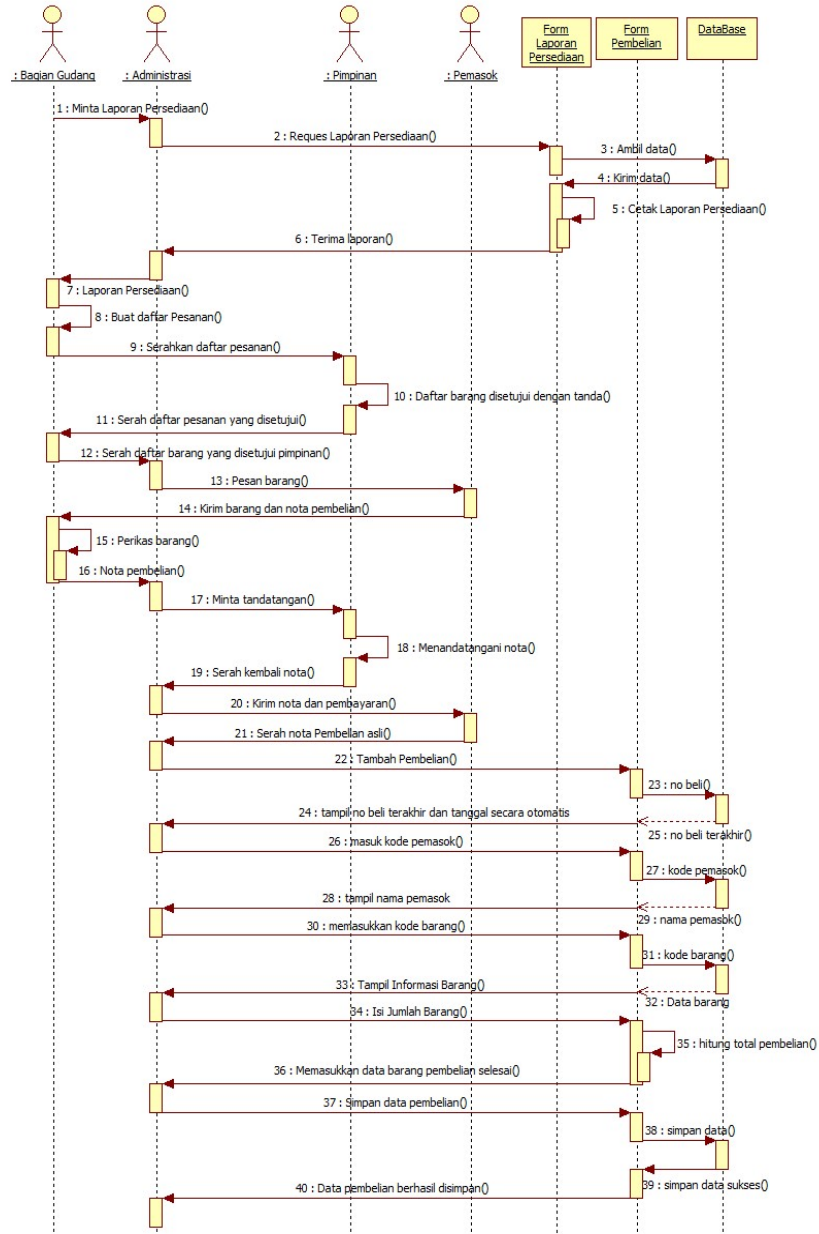 Form
Laporan
Persediaan
Form
Pembelian
DataBase
: Bagian Gudang
: Administrasi
: Pimpinan
: Pemasok
1 : Minta Laporan Persediaan()
2 : Reques Laporan Persediaan()
3 : Ambil data()
4 : Kirim data()
5 : Cetak Laporan Persediaan()
6 : Terima laporan()
7 : Laporan Persediaan()
8 : Buat daftar Pesanan()
9 : Serahkan daftar pesanan()
10 : Daftar barang disetujui dengan tanda()
11 : Serah daftar pesanan yang disetujui()
12 : Serah daftar barang yang disetujui pimpinan()
13 : Pesan barang()
14 : Kirim barang dan nota pembelian()
15 : Perikas barang()
16 : Nota pembelian()
17 : Minta tandatangan()
18 : Menandatangani nota()
19 : Serah kembali nota()
20 : Kirim nota dan pembayaran()
21 : Serah nota Pembelian asli()
22 : Tambah Pembelian()
23 : no beli()
24 : tampil no beli terakhir dan tanggal secara otomatis
25 : no beli terakhir()
26 : masuk kode pemasok()
27 : kode pemasok()
28 : tampil nama pemasok
29 : nama pemasok()
30 : memasukkan kode barang()
31 : kode barang()
33 : Tampil Informasi Barang()
32 : Data barang
34 : Isi Jumlah Barang()
35 : hitung total pembelian()
36 : Memasukkan data barang pembelian selesai()
37 : Simpan data pembelian()
38 : simpan data()
39 : simpan data sukses()
40 : Data pembelian berhasil disimpan()